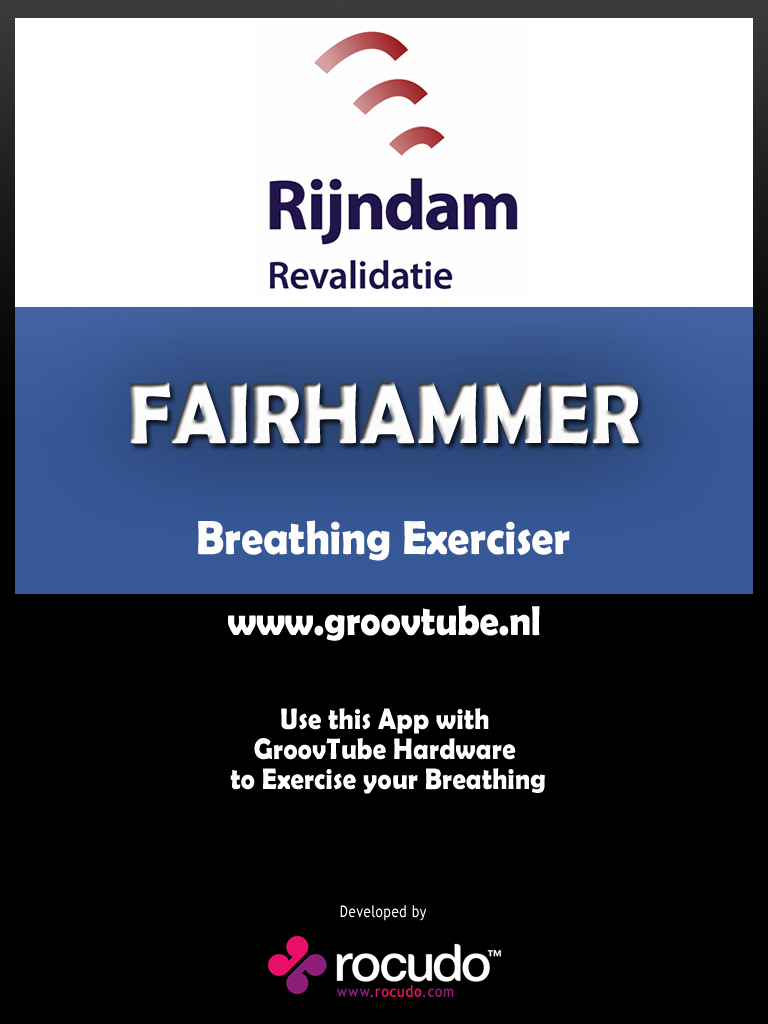 Rijndam
Revalidatie
FAIRHAMMER
Breathing Exerciser
www.groovtube.nl
Use this App with
GroovTube Hardware
to Exercise your Breathing
Developed by
rocudo™
www.rocudo.com